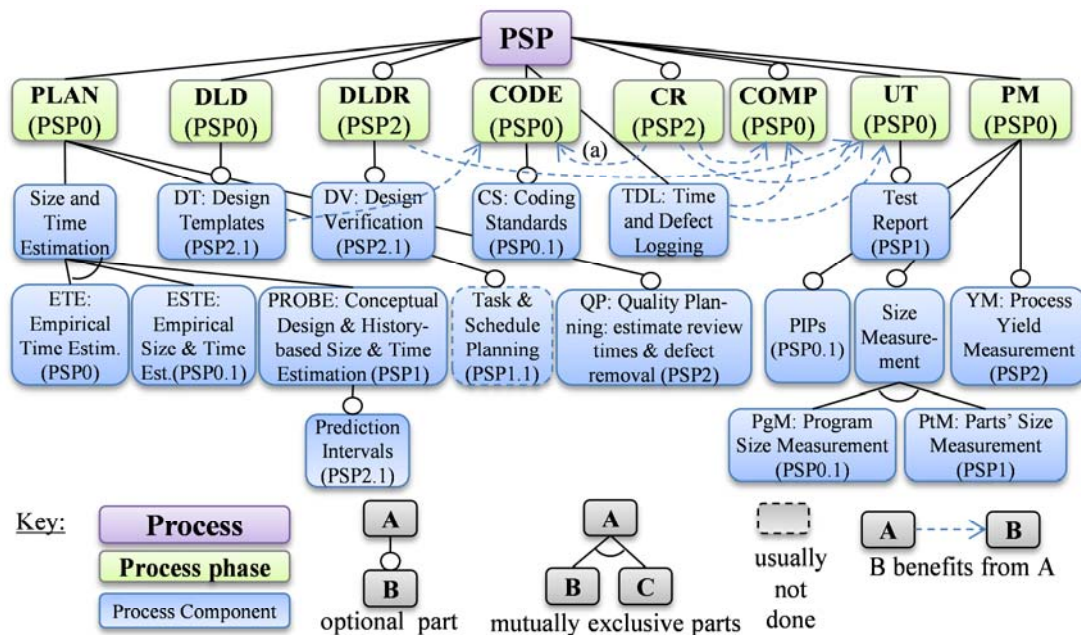 PSP
PLAN
(PSP0)
DLD
(PSP0)
DLDR
(PSP2)
CODE
(PSP0)
CR
(PSP2)
COMP
(PSP0)
UT
(PSP0)
PM
(PSP0)
(a)
Size and
Time
Estimation
DT: Design
Templates
(PSP2.1)
DV: Design
Verification
(PSP2.1)
CS: Coding
Standards
(PSP0.1)
TDL: Time
and Defect
Logging
Test
Report
(PSP1)
ETE:
Empirical
Time Estim.
(PSP0)
ESTE:
Empirical
Size & Time
Est.(PSP0.1)
PROBE: Conceptual
Design & History-
based Size & Time
Estimation (PSP1)
Task &
Schedule
Planning
(PSP1.1)
QP: Quality Plan-
ning: estimate review
times & defect
removal (PSP2)
PIPs
(PSP0.1)
Size
Measure-
ment
YM: Process
Yield
Measurement
(PSP2)
Prediction
Intervals
(PSP2.1)
PgM: Program
Size Measurement
(PSP0.1)
PtM: Parts' Size
Measurement
(PSP1)
Key:
Process
Process phase
Process Component
A
B
optional part
A
B
C
mutually exclusive parts
usually
not
done
A
B
B benefits from A